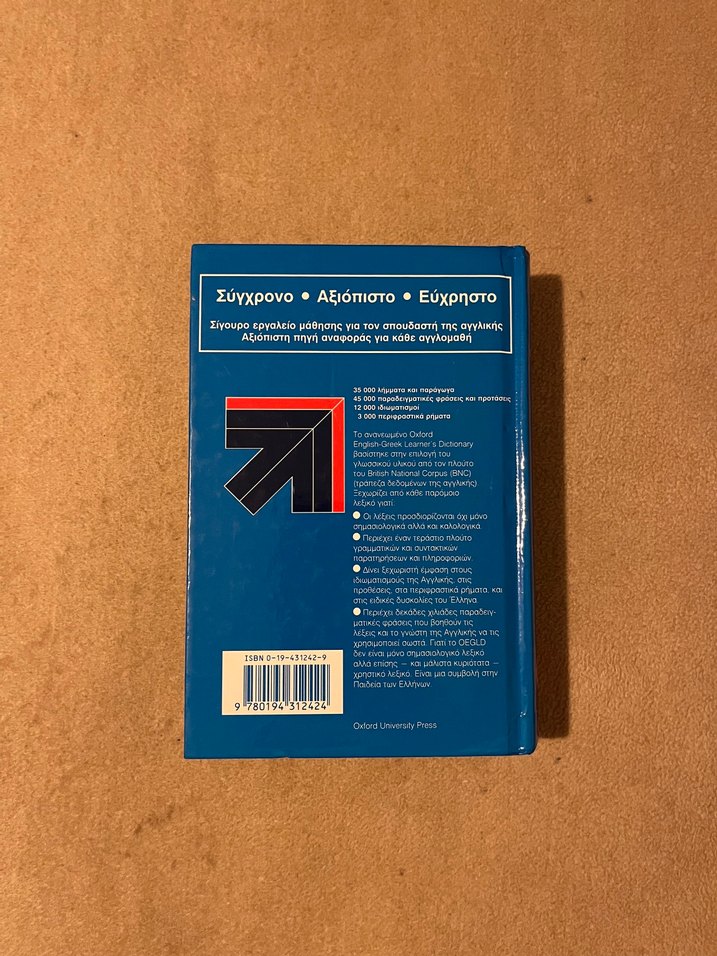 Σύγχρονο • Αξιόπιστο • Εύχρηστο
Σίγουρο εργαλείο μάθησης για τον σπουδαστή της αγγλικής
Αξιόπιστη πηγή αναφοράς για κάθε αγγλομαθή
35 000 λήμματα και παράγωγα
45 000 παραδειγματικές φράσεις και προτάσεις
12 000 ιδιωματισμοί
3 000 περιφραστικά ρήματα
Το ανανεωμένο Oxford
English-Greek Learner's Dictionary
βασίστηκε στην επιλογή του
γλωσσικού υλικού από τον πλούτο
του British National Corpus (BNC)
(τράπεζα δεδομένων της αγγλικής).
Ξεχωρίζει από κάθε παρόμοιο
λεξικό γιατί:
● Οι λέξεις προσδιορίζονται όχι μόνο
σημασιολογικά αλλά και καλολογικά.
● Περιέχει έναν τεράστιο πλούτο
γραμματικών και συντακτικών
παρατηρήσεων και πληροφοριών.
● Δίνει ξεχωριστή έμφαση στους
ιδιωματισμούς της Αγγλικής, στις
προθέσεις, στα περιφραστικά ρήματα, και
στις ειδικές δυσκολίες του Έλληνα.
● Περιέχει δεκάδες χιλιάδες παραδειγ-
ματικές φράσεις που βοηθούν τις
λέξεις και το γνώστη της Αγγλικής να τις
χρησιμοποιεί σωστά. Γιατί το OEGLD
δεν είναι μόνο σημασιολογικό λεξικό
αλλά επίσης – και μάλιστα κυριότατα –
χρηστικό λεξικό. Είναι μια συμβολή στην
Παιδεία των Ελλήνων.
ISBN 0-19-431242-9
9 780194 312424
Oxford University Press